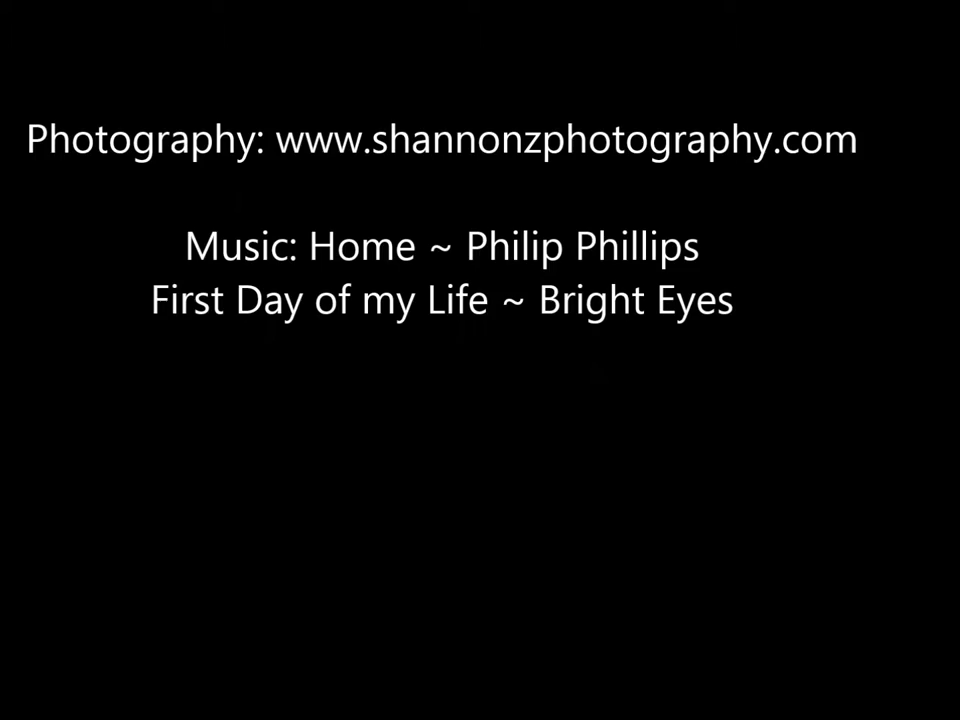 Photography: www.shannonzphotography.com
Music: Home ~ Philip Phillips
First Day of my Life ~ Bright Eyes